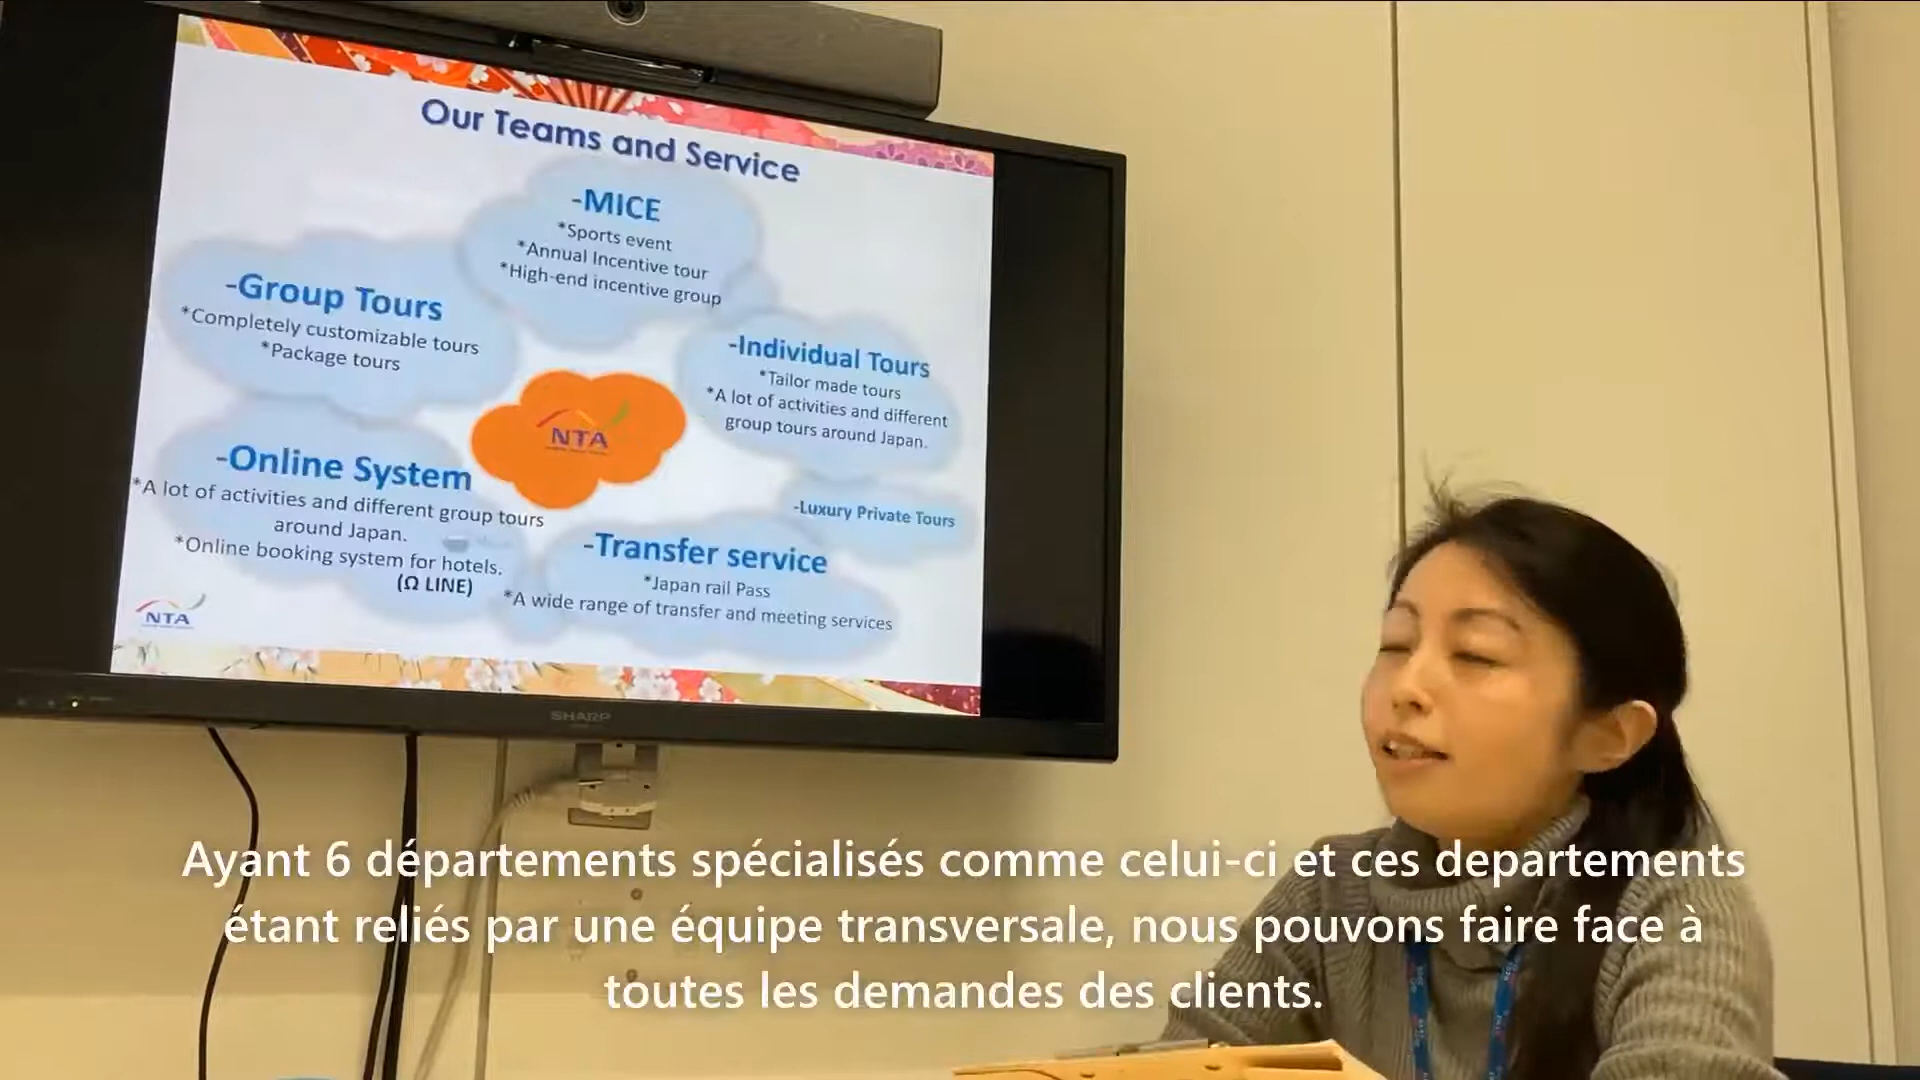 Our Teams and Service
-MICE
*Sports event
*Annual Incentive tour
*High-end incentive group
-Group Tours
*Completely customizable tours
*Package tours
-Individual Tours
*Tailor made tours
*A lot of activities and different
group tours around Japan.
NTA
-Online System
*A lot of activities and different group tours
around Japan.
*Online booking system for hotels.
(Ω LINE)
-Luxury Private Tours
-Transfer service
*Japan rail Pass
*A wide range of transfer and meeting services
NTA
SHARP
Ayant 6 départements spécialisés comme celui-ci et ces departements
étant reliés par une équipe transversale, nous pouvons faire face à
toutes les demandes des clients.